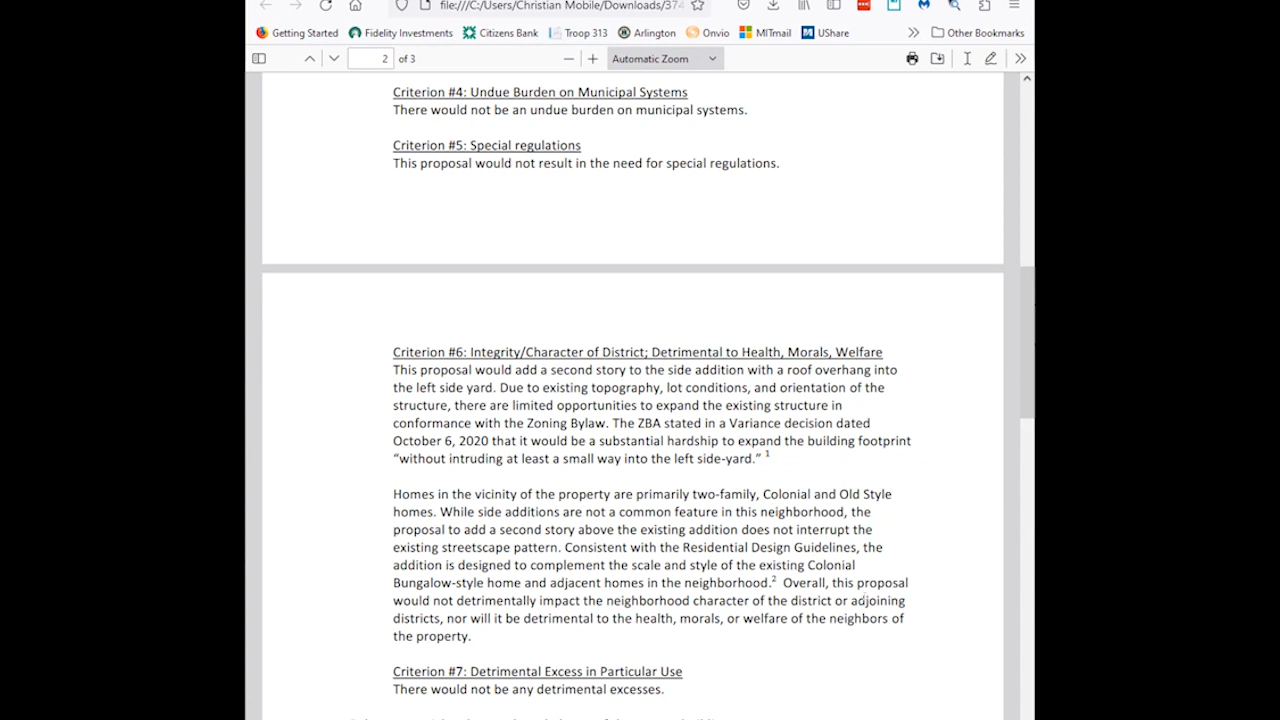 file:///C:/Users/Christian Mobile/Downloads/374
Getting Started Fidelity Investments Citizens Bank Troop 313 Arlington Onvio MITmail UShare Other Bookmarks
2 of 3 Automatic Zoom
Criterion #4: Undue Burden on Municipal Systems
There would not be an undue burden on municipal systems.
Criterion #5: Special regulations
This proposal would not result in the need for special regulations.
Criterion #6: Integrity/Character of District; Detrimental to Health, Morals, Welfare
This proposal would add a second story to the side addition with a roof overhang into
the left side yard. Due to existing topography, lot conditions, and orientation of the
structure, there are limited opportunities to expand the existing structure in
conformance with the Zoning Bylaw. The ZBA stated in a Variance decision dated
October 6, 2020 that it would be a substantial hardship to expand the building footprint
“without intruding at least a small way into the left side-yard.” 1
Homes in the vicinity of the property are primarily two-family, Colonial and Old Style
homes. While side additions are not a common feature in this neighborhood, the
proposal to add a second story above the existing addition does not interrupt the
existing streetscape pattern. Consistent with the Residential Design Guidelines, the
addition is designed to complement the scale and style of the existing Colonial
Bungalow-style home and adjacent homes in the neighborhood.2 Overall, this proposal
would not detrimentally impact the neighborhood character of the district or adjoining
districts, nor will it be detrimental to the health, morals, or welfare of the neighbors of
the property.
Criterion #7: Detrimental Excess in Particular Use
There would not be any detrimental excesses.